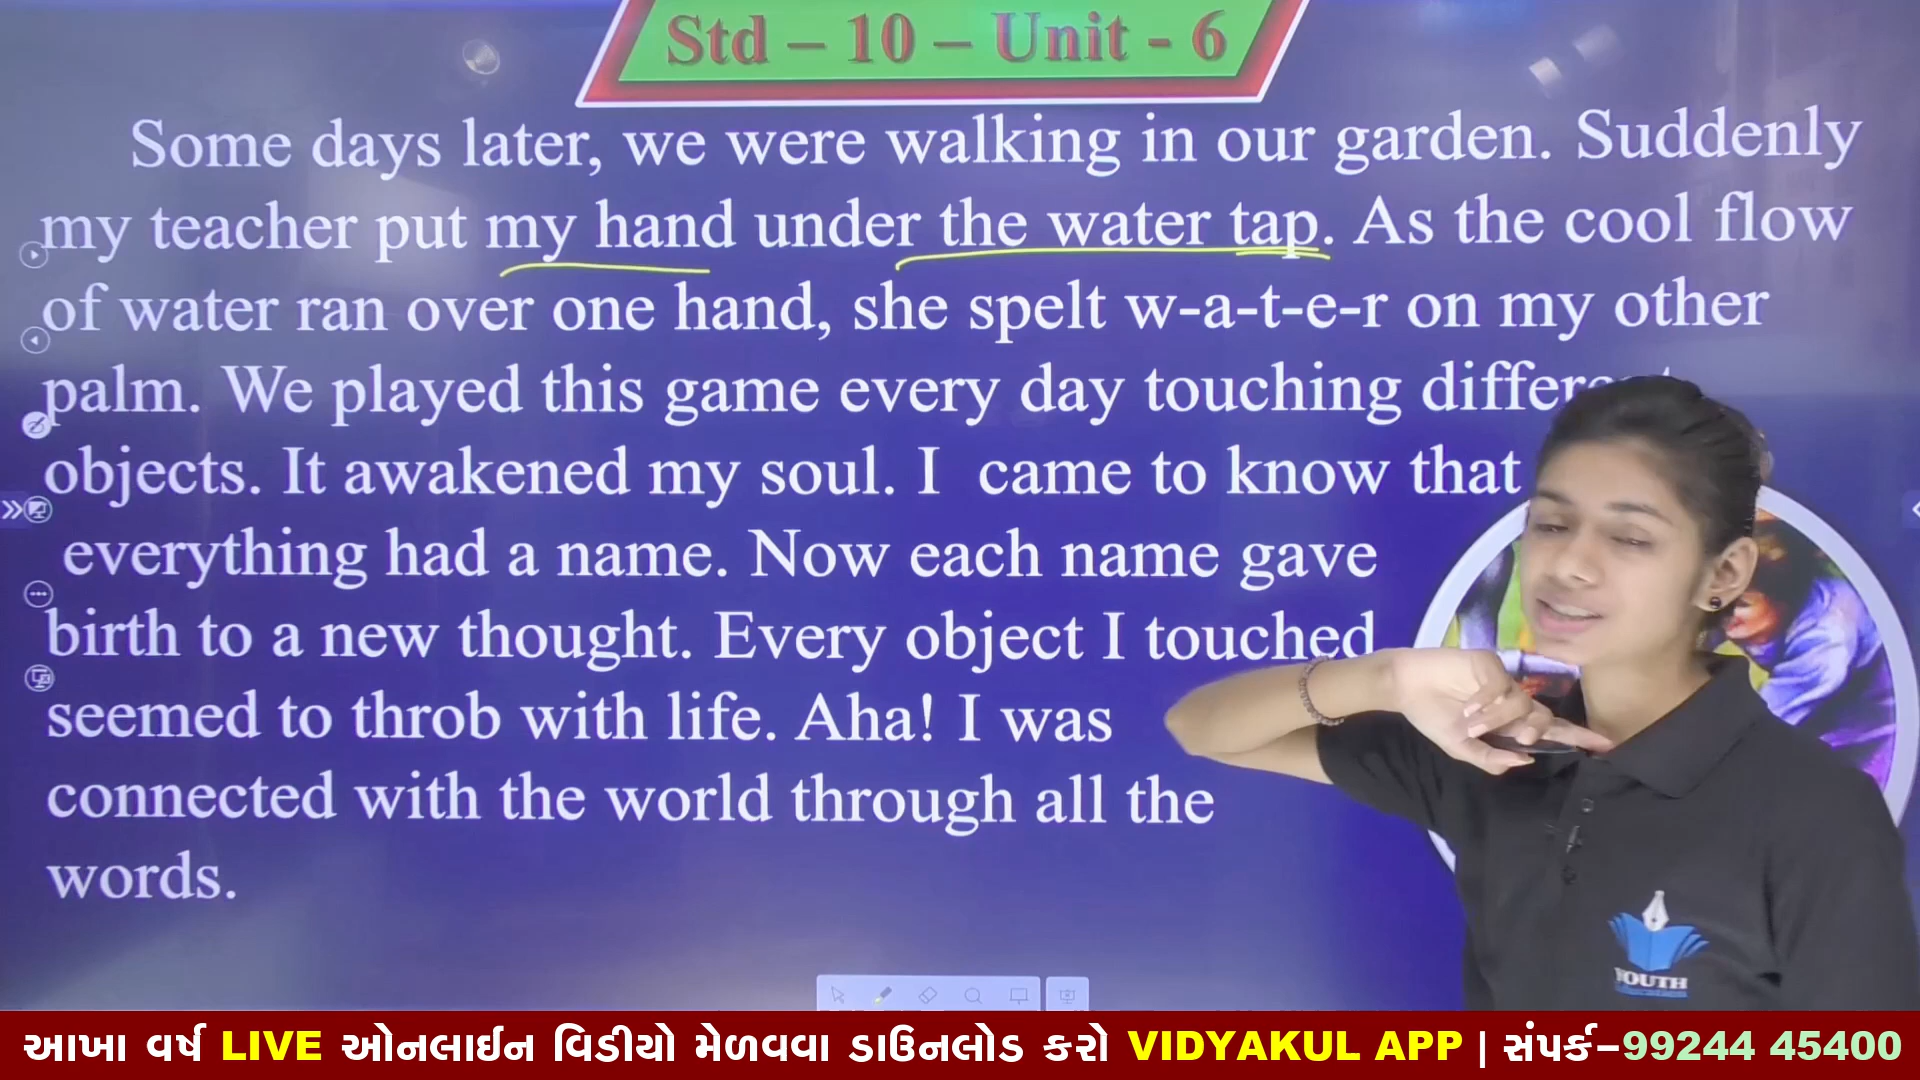 Std – 10 – Unit - 6
Some days later, we were walking in our garden. Suddenly
my teacher put my hand under the water tap. As the cool flow
of water ran over one hand, she spelt w-a-t-e-r on my other
palm. We played this game every day touching different
objects. It awakened my soul. I came to know that
everything had a name. Now each name gave
birth to a new thought. Every object I touched
seemed to throb with life. Aha! I was
connected with the world through all the
words.
YOUTH
આખા વર્ષ LIVE ઓનલાઈન વિડીયો મેળવવા ડાઉનલોડ કરો VIDYAKUL APP | સંપર્ક–99244 45400